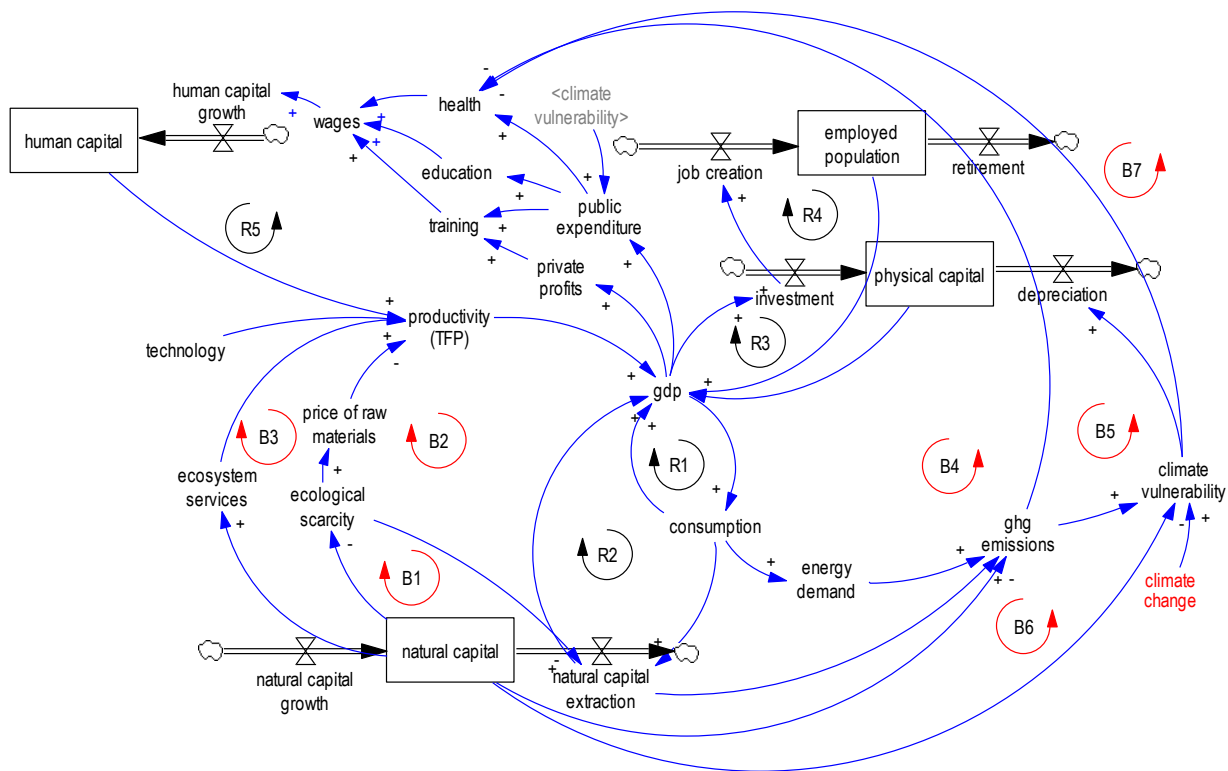 human capital
growth
human capital
wages
health
<climate
vulnerability>
education
training
public
expenditure
private
profits
job creation
employed
population
retirement
investment
physical capital
depreciation
R5
R4
R3
B7
productivity
(TFP)
technology
gdp
price of raw
materials
B3
B2
ecosystem
services
ecological
scarcity
R1
B4
B5
climate
vulnerability
consumption
R2
B1
energy
demand
ghg
emissions
climate
change
B6
natural capital
growth
natural capital
natural capital
extraction
+
+
+
+
-
-
+
+
+
+
+
+
+
+
+
+
+
+
+
+
-
+
+
+
+
+
+
-
+
+
+
+
-
+
+
-
+
-
+
+
-
+